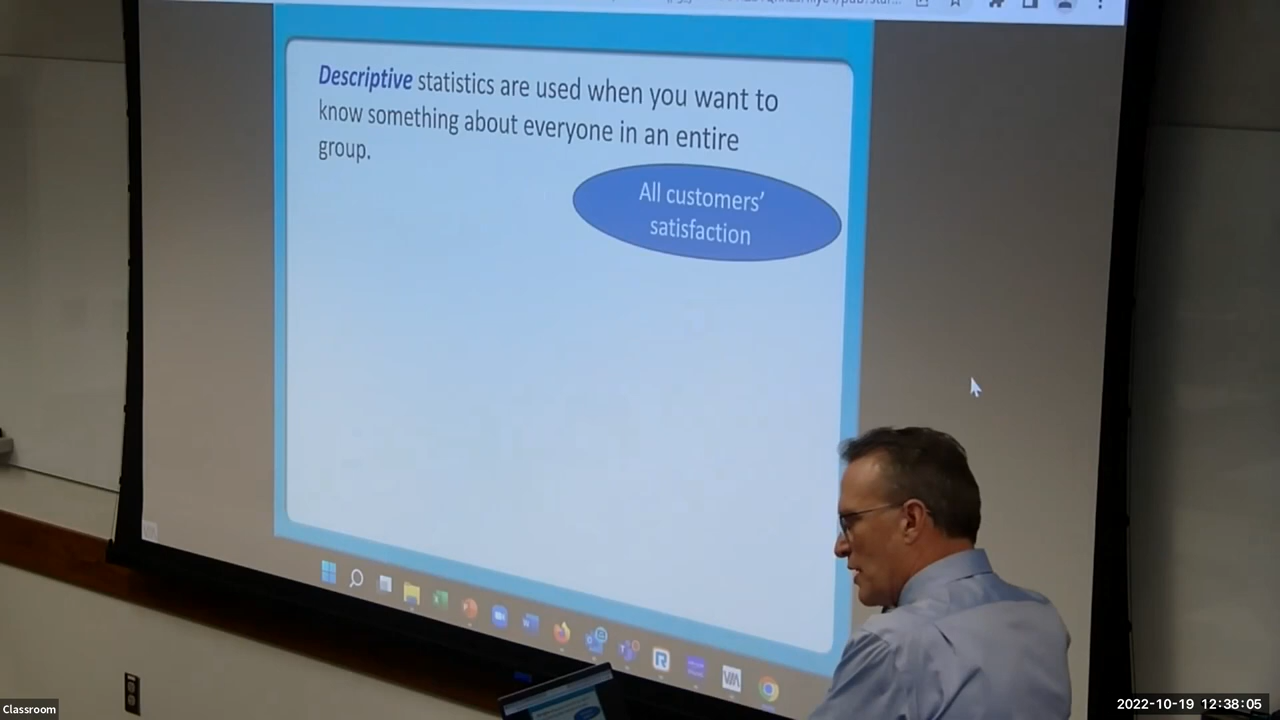 Descriptive statistics are used when you want to
know something about everyone in an entire
group.
All customers’
satisfaction
Classroom
2022-10-19 12:38:05